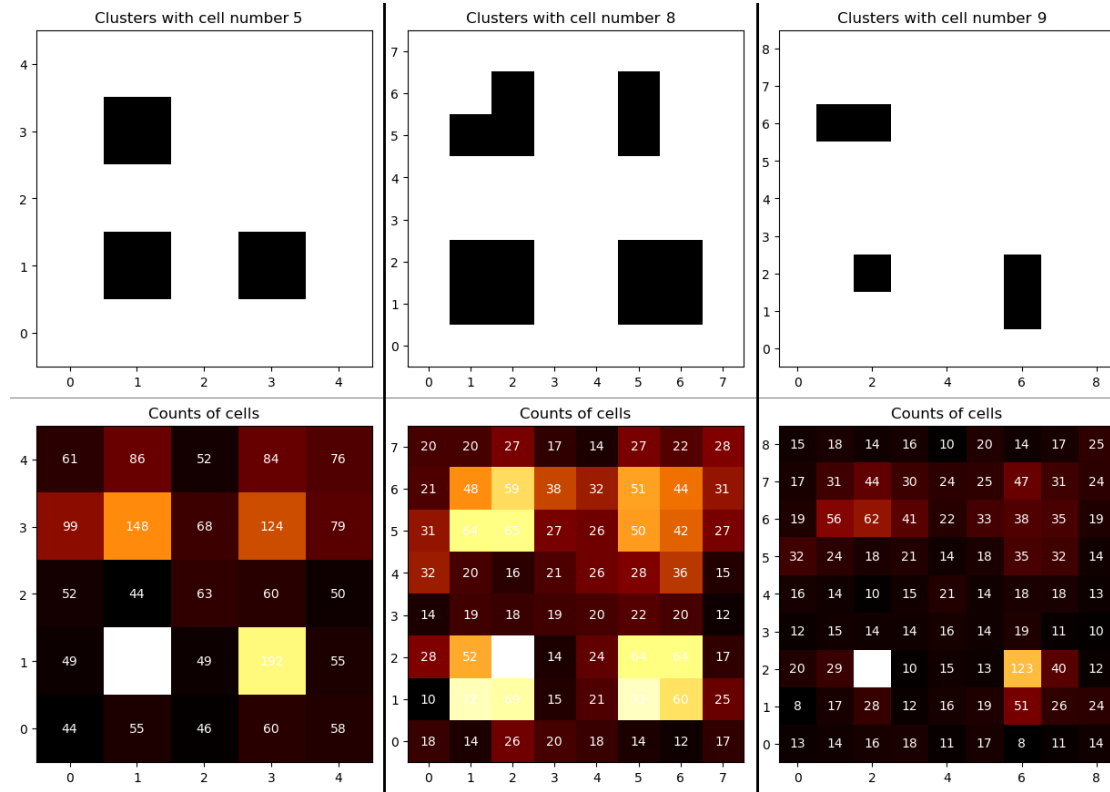 Clusters with cell number 5
4
3
2
1
0
0 1 2 3 4
Clusters with cell number 8
7
6
5
4
3
2
1
0
0 1 2 3 4 5 6 7
Clusters with cell number 9
8
7
6
5
4
3
2
1
0
0 2 4 6 8
Counts of cells
4 61 86 52 84 76
3 99 148 68 124 79
2 52 44 63 60 50
1 49 49 192 55
0 44 55 46 60 58
0 1 2 3 4
Counts of cells
7 20 20 27 17 14 27 22 28
6 21 48 59 38 32 51 44 31
5 31 64 27 26 50 42 27
4 32 20 16 21 26 28 36 15
3 14 19 18 19 20 22 20 12
2 28 52 14 24 64 64 17
1 10 15 21 60 25
0 18 14 26 20 18 14 12 17
0 1 2 3 4 5 6 7
Counts of cells
8 15 18 14 16 10 20 14 17 25
7 17 31 44 30 24 25 47 31 24
6 19 56 62 41 22 33 38 35 19
5 32 24 18 21 14 18 35 32 14
4 16 14 10 15 21 14 18 18 13
3 12 15 14 14 16 14 19 11 10
2 20 29 10 15 13 123 40 12
1 8 17 28 12 16 19 51 26 24
0 13 14 16 18 11 17 8 11 14
0 2 4 6 8